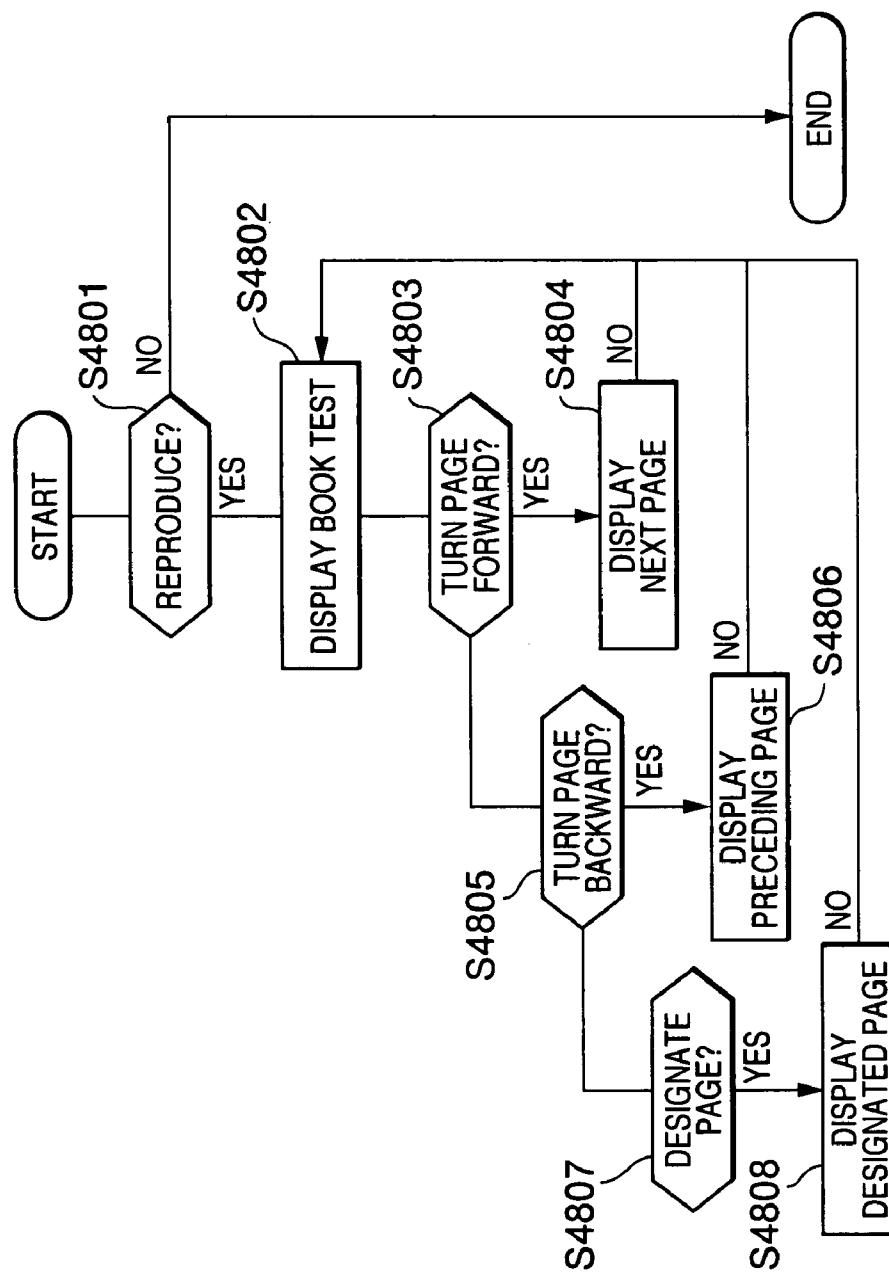 START
S4801
REPRODUCE?
NO
YES
S4802
DISPLAY BOOK TEST
S4803
TURN PAGE
FORWARD?
YES
S4804
DISPLAY
NEXT PAGE
NO
S4805
TURN PAGE
BACKWARD?
YES
DISPLAY
PRECEDING PAGE
NO
S4806
S4807
DESIGNATE
PAGE?
YES
S4808
DISPLAY
DESIGNATED PAGE
NO
END